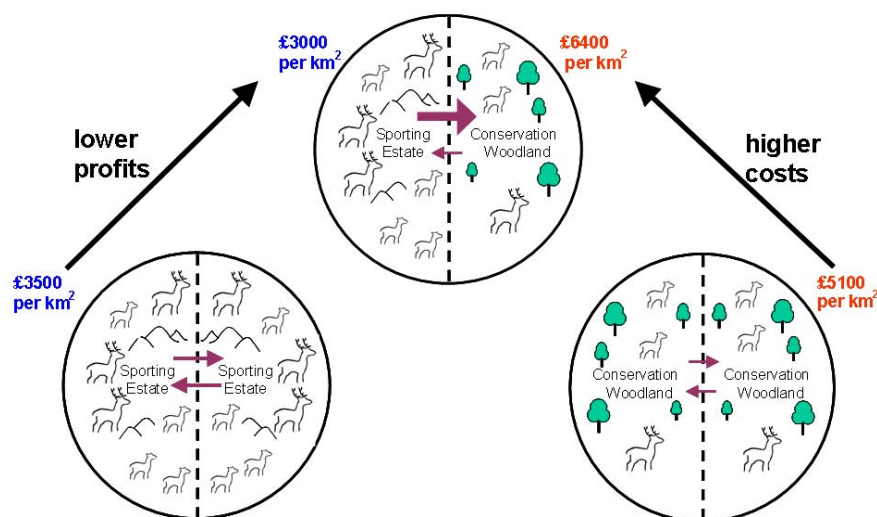 £3000
per km²
£6400
per km²
lower
profits
Sporting
Estate
Conservation
Woodland
higher
costs
£3500
per km²
Sporting
Estate
Sporting
Estate
£5100
per km²
Conservation
Woodland
Conservation
Woodland